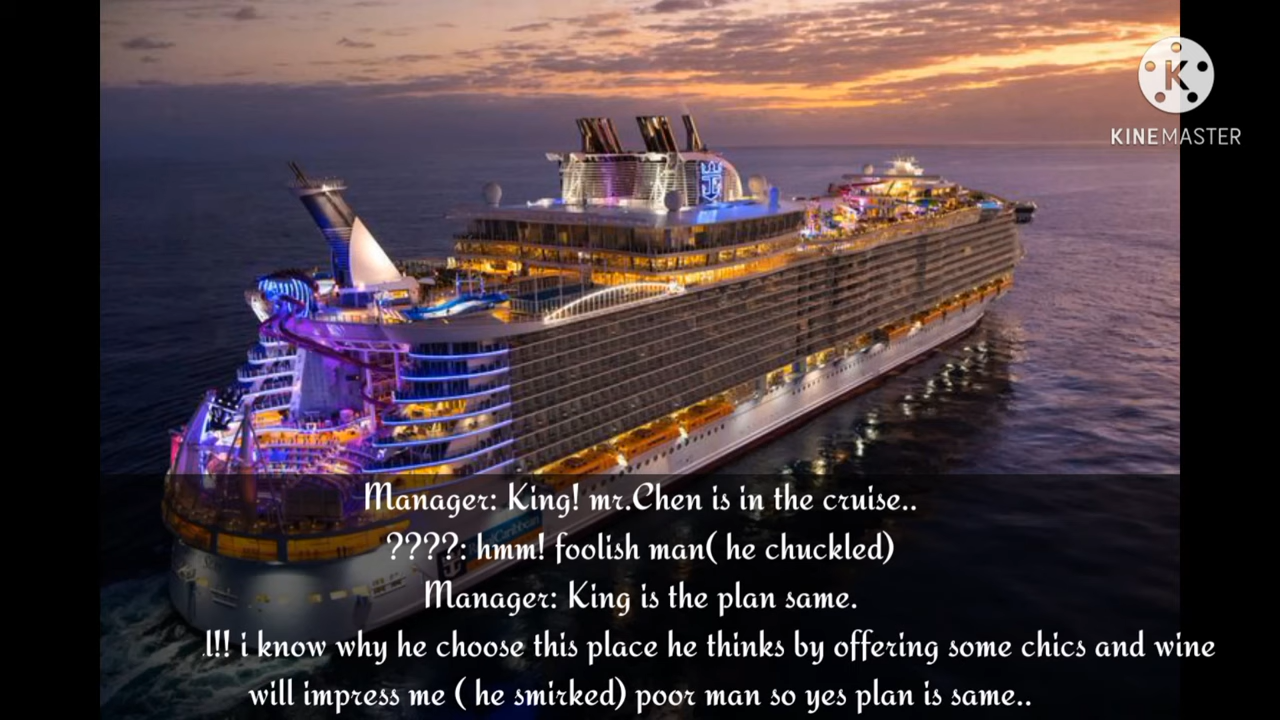 KINEMASTER
Manager: King! mr.Chen is in the cruise..
????: hmm! foolish man( he chuckled)
Manager: King is the plan same.
.l!! i know why he choose this place he thinks by offering some chics and wine
will impress me ( he smirked) poor man so yes plan is same..